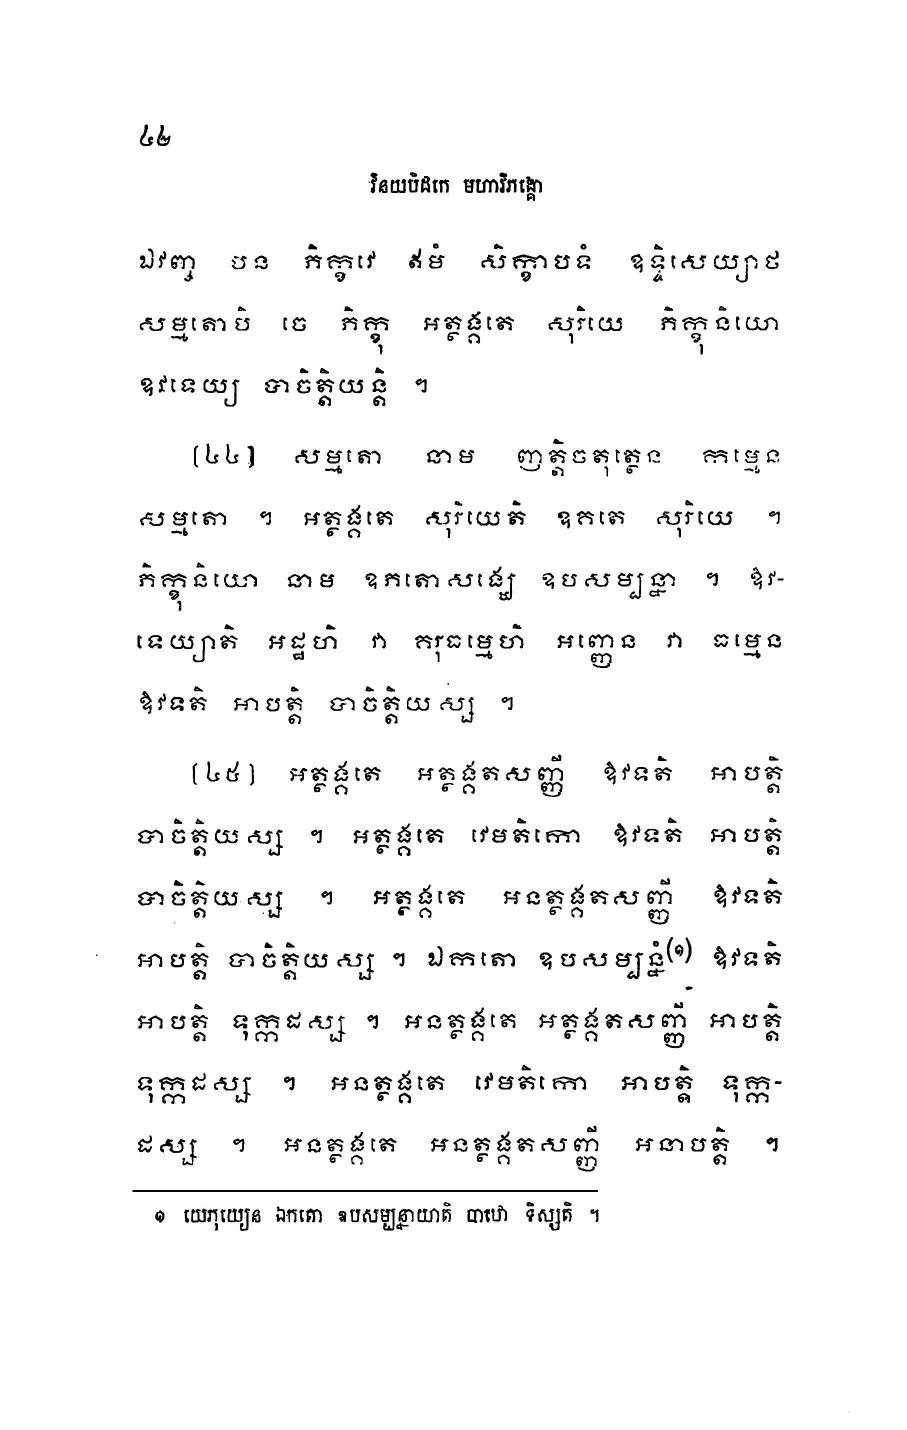 ៤២
វិនយបិដកេ មហាវិភង្គោ
ឯវញ្ច បន ភិក្ខវេ ឥមំ សិក្ខាបទំ ឧទ្ទិសេយ្យាថ
សម្មតោបិ ចេ ភិក្ខុ អត្ថង្គតេ សុរិយេ ភិក្ខុនិយោ
ឧវទេយ្យ បាចិត្តិយន្តិ ។
(៤៤) សម្មតោ នាម ញត្តិចតុត្ថេន កម្មេន
សម្មតោ ។ អត្ថង្គតេ សុរិយេតិ ឧគតេ សុរិយេ ។
ភិក្ខុនិយោ នាម ឧភតោសង្ឃេ ឧបសម្បន្នា ។ ឱវ-
ទេយ្យាតិ អដ្ឋហិ វា គរុធម្មេហិ អញ្ញេន វា ធម្មេន
ឱវទតិ អាបត្តិ បាចិត្តិយស្ស ។
(៤៥) អត្ថង្គតេ អត្ថង្គតសញ្ញី ឱវទតិ អាបត្តិ
បាចិត្តិយស្ស ។ អត្ថង្គតេ វេមតិកោ ឱវទតិ អាបត្តិ
បាចិត្តិយស្ស ។ អត្ថង្គតេ អនត្ថង្គតសញ្ញី ឱវទតិ
អាបត្តិ បាចិត្តិយស្ស ។ ឯកតោ ឧបសម្បន្នំ(១) ឱវទតិ
អាបត្តិ ទុក្កដស្ស ។ អនត្ថង្គតេ អត្ថង្គតសញ្ញី អាបត្តិ
ទុក្កដស្ស ។ អនត្ថង្គតេ វេមតិកោ អាបត្តិ ទុក្ក-
ដស្ស ។ អនត្ថង្គតេ អនត្ថង្គតសញ្ញី អនាបត្តិ ។
១ យេភុយ្យេន ឯកតោ ឧបសម្បន្នាយាតិ បាឋោ ទិស្សតិ ។